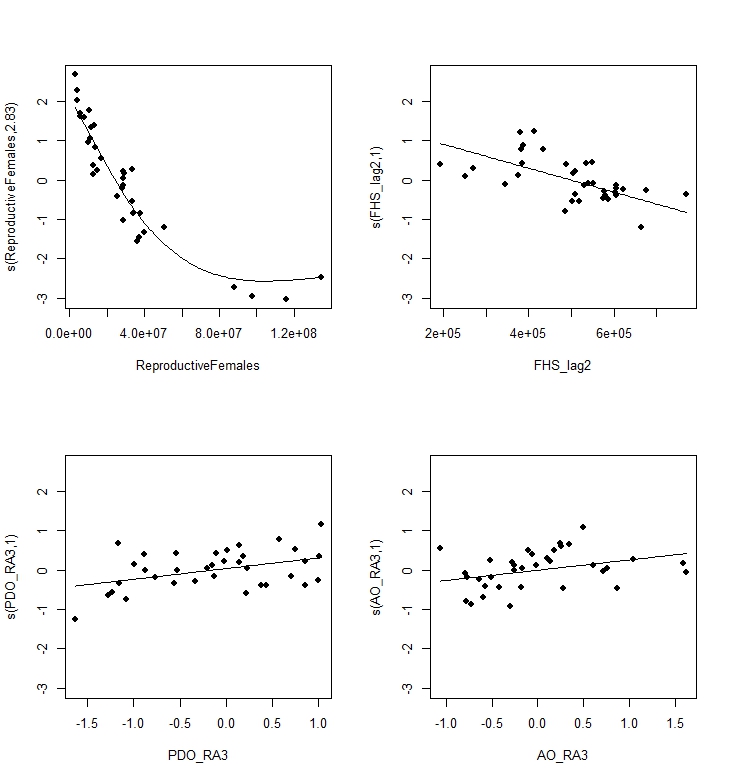 s(ReproductiveFemales,2.83)
2
1
0
-1
-2
-3
0.0e+00 4.0e+07 8.0e+07 1.2e+08
ReproductiveFemales
s(FHS_lag2,1)
2
1
0
-1
-2
-3
2e+05 4e+05 6e+05
FHS_lag2
s(PDO_RA3,1)
2
1
0
-1
-2
-3
-1.5 -1.0 -0.5 0.0 0.5 1.0
PDO_RA3
s(AO_RA3,1)
2
1
0
-1
-2
-3
-1.0 -0.5 0.0 0.5 1.0 1.5
AO_RA3